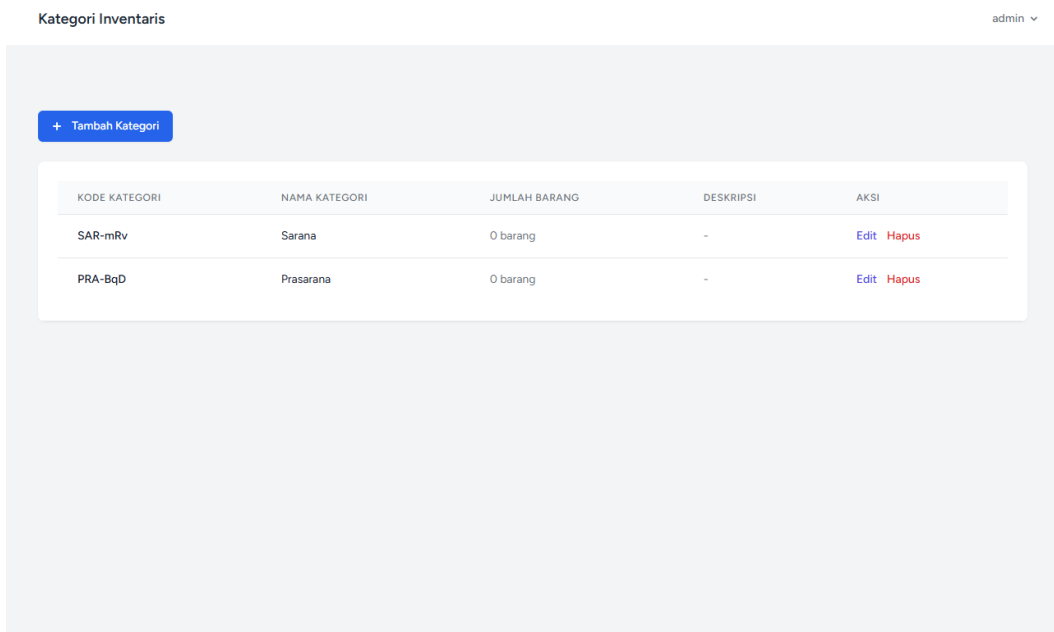 Kategori Inventaris admin
+ Tambah Kategori
KODE KATEGORI NAMA KATEGORI JUMLAH BARANG DESKRIPSI AKSI
SAR-mRv Sarana 0 barang - Edit Hapus
PRA-BqD Prasarana 0 barang - Edit Hapus